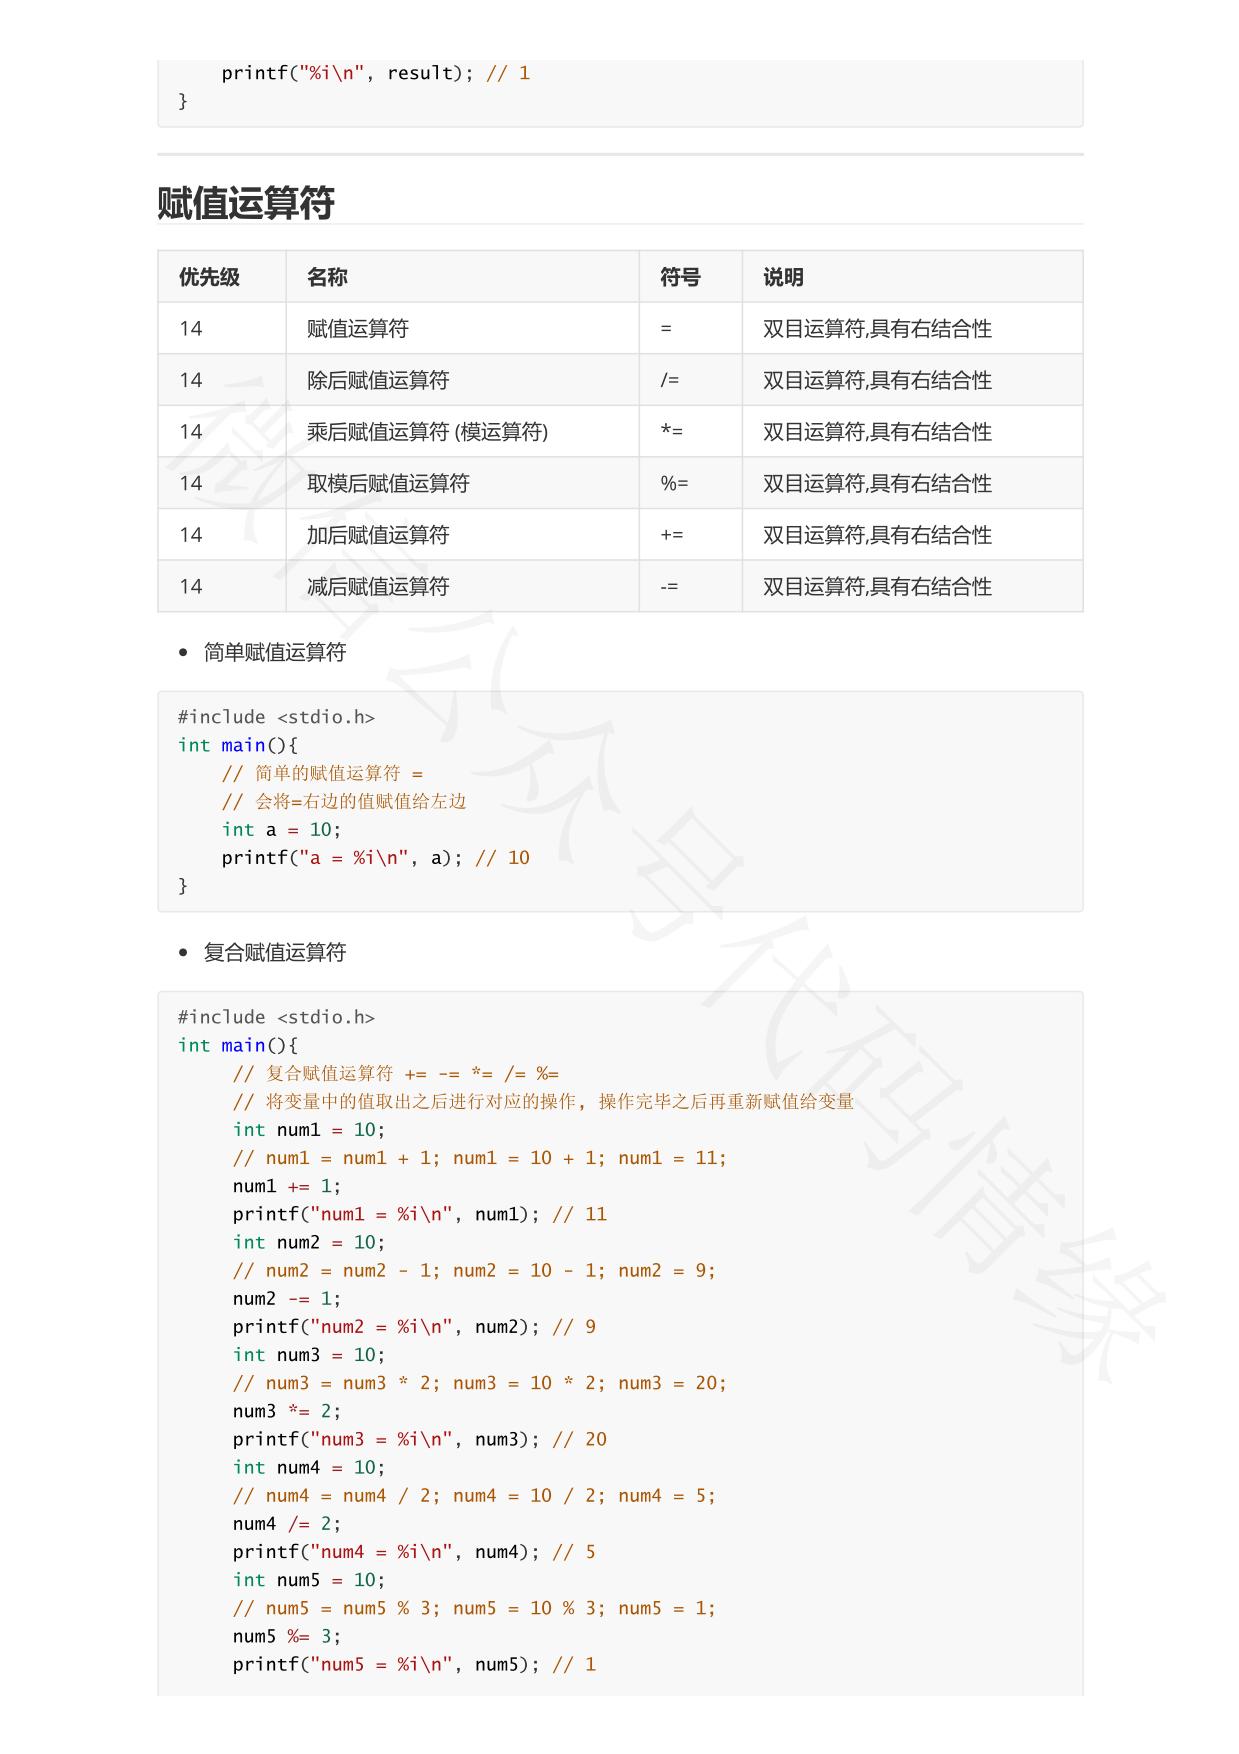 printf("%i\n", result); // 1
}
赋值运算符
优先级 名称 符号 说明
14 赋值运算符 = 双目运算符,具有右结合性
14 除后赋值运算符 /= 双目运算符,具有右结合性
14 乘后赋值运算符 (模运算符) *= 双目运算符,具有右结合性
14 取模后赋值运算符 %= 双目运算符,具有右结合性
14 加后赋值运算符 += 双目运算符,具有右结合性
14 减后赋值运算符 -= 双目运算符,具有右结合性
• 简单赋值运算符
#include <stdio.h>
int main(){
// 简单的赋值运算符 =
// 会将=右边的值赋值给左边
int a = 10;
printf("a = %i\n", a); // 10
}
• 复合赋值运算符
#include <stdio.h>
int main(){
// 复合赋值运算符 += -= *= /= %=
// 将变量中的值取出之后进行对应的操作, 操作完毕之后再重新赋值给变量
int num1 = 10;
// num1 = num1 + 1; num1 = 10 + 1; num1 = 11;
num1 += 1;
printf("num1 = %i\n", num1); // 11
int num2 = 10;
// num2 = num2 - 1; num2 = 10 - 1; num2 = 9;
num2 -= 1;
printf("num2 = %i\n", num2); // 9
int num3 = 10;
// num3 = num3 * 2; num3 = 10 * 2; num3 = 20;
num3 *= 2;
printf("num3 = %i\n", num3); // 20
int num4 = 10;
// num4 = num4 / 2; num4 = 10 / 2; num4 = 5;
num4 /= 2;
printf("num4 = %i\n", num4); // 5
int num5 = 10;
// num5 = num5 % 3; num5 = 10 % 3; num5 = 1;
num5 %= 3;
printf("num5 = %i\n", num5); // 1
微信公众号代码情缘